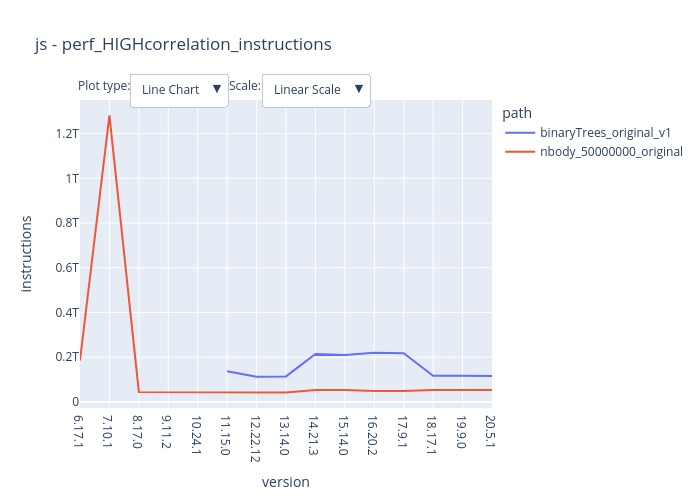 js - perf_HIGHcorrelation_instructions
Plot type: Line Chart ▼ Scale: Linear Scale ▼
path
binaryTrees_original_v1
nbody_50000000_original
instructions
1.2T
1T
0.8T
0.6T
0.4T
0.2T
0
6.17.1
7.10.1
8.17.0
9.11.2
10.24.1
11.15.0
12.22.12
13.14.0
14.21.3
15.14.0
16.20.2
17.9.1
18.17.1
19.9.0
20.5.1
version